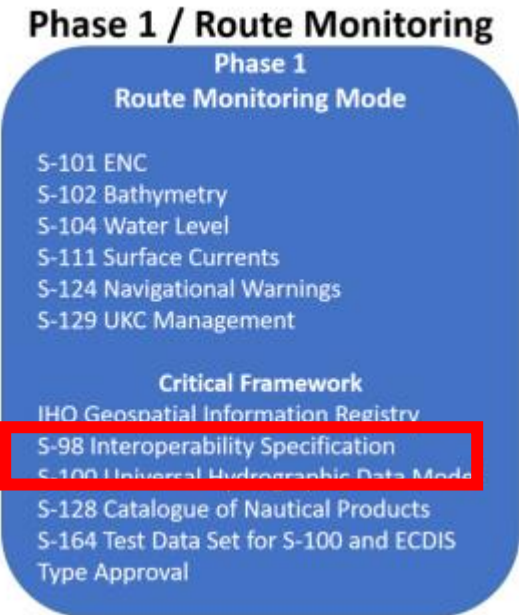 Phase 1 / Route Monitoring
Phase 1
Route Monitoring Mode
S-101 ENC
S-102 Bathymetry
S-104 Water Level
S-111 Surface Currents
S-124 Navigational Warnings
S-129 UKC Management
Critical Framework
IHO Geospatial Information Registry
S-98 Interoperability Specification
S-100 Universal Hydrographic Data Mode
S-128 Catalogue of Nautical Products
S-164 Test Data Set for S-100 and ECDIS
Type Approval